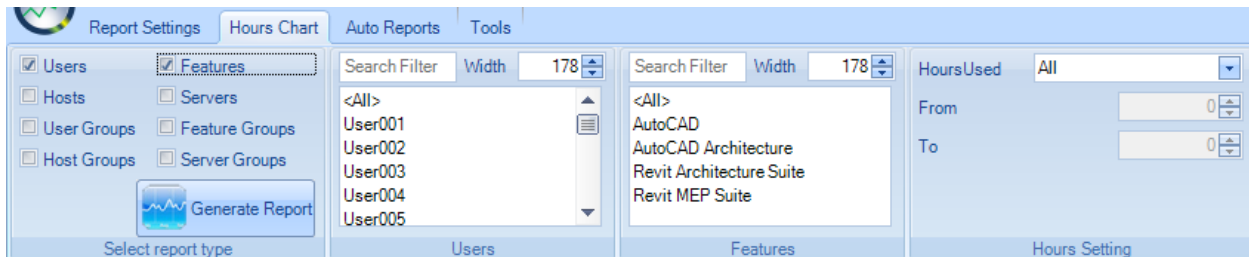 Report Settings Hours Chart Auto Reports Tools
Users Features
Hosts Servers
User Groups Feature Groups
Host Groups Server Groups
Generate Report
Select report type
Search Filter Width 178
<All>
User001
User002
User003
User004
User005
Users
Search Filter Width 178
<All>
AutoCAD
AutoCAD Architecture
Revit Architecture Suite
Revit MEP Suite
Features
HoursUsed All
From 0
To 0
Hours Setting